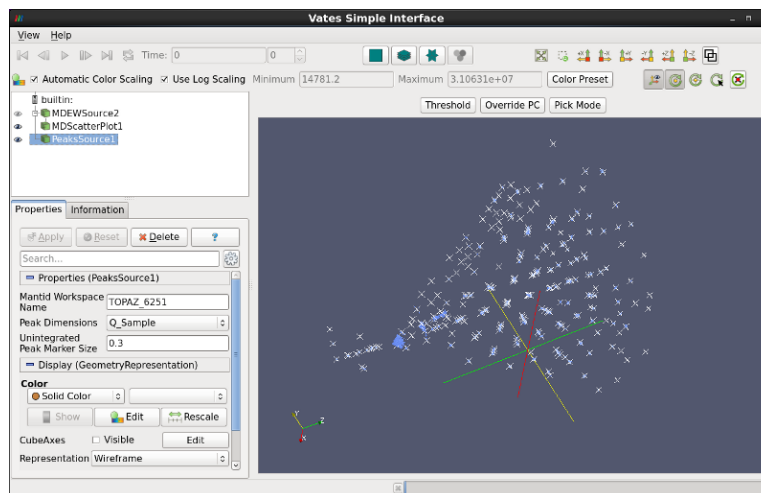 Vates Simple Interface
View Help
Time: 0 0
Automatic Color Scaling Use Log Scaling Minimum 14781.2 Maximum 3.10631e+07 Color Preset
Threshold Override PC Pick Mode
builtin:
MDEWSource2
MDScatterPlot1
PeaksSource1
Properties Information
Apply Reset Delete ?
Search...
Properties (PeaksSource1)
Mantid Workspace Name TOPAZ_6251
Peak Dimensions Q_Sample
Unintegrated Peak Marker Size 0.3
Display (GeometryRepresentation)
Color
Solid Color
Show Edit Rescale
CubeAxes Visible Edit
Representation Wireframe
Y
Z
X